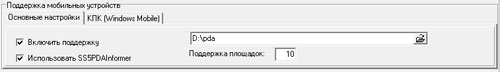 Поддержка мобильных устройств
Основные настройки КПК (Windows Mobile)
Включить поддержку D:\pda
Использовать SS5PDAInformer Поддержка площадок: 10